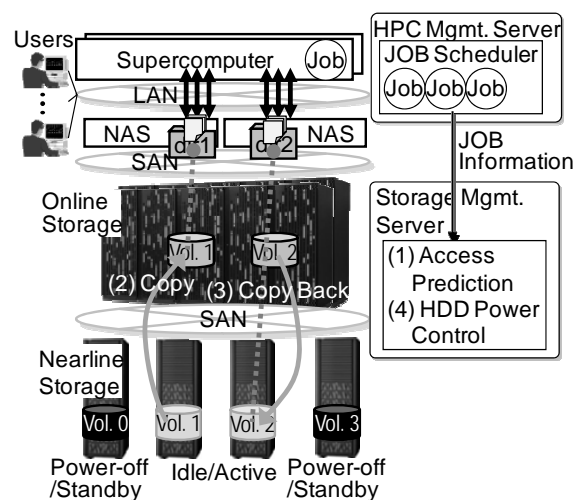 Users
Supercomputer
Job
LAN
NAS
NAS
SAN
Online
Storage
Vol. 1
Vol. 2
(2) Copy
(3) Copy Back
SAN
Nearline
Storage
Vol. 0
Vol. 1
Vol. 2
Vol. 3
Power-off
/Standby
Idle/Active
Power-off
/Standby
HPC Mgmt. Server
JOB Scheduler
Job Job Job
JOB
Information
Storage Mgmt.
Server
(1) Access
Prediction
(4) HDD Power
Control